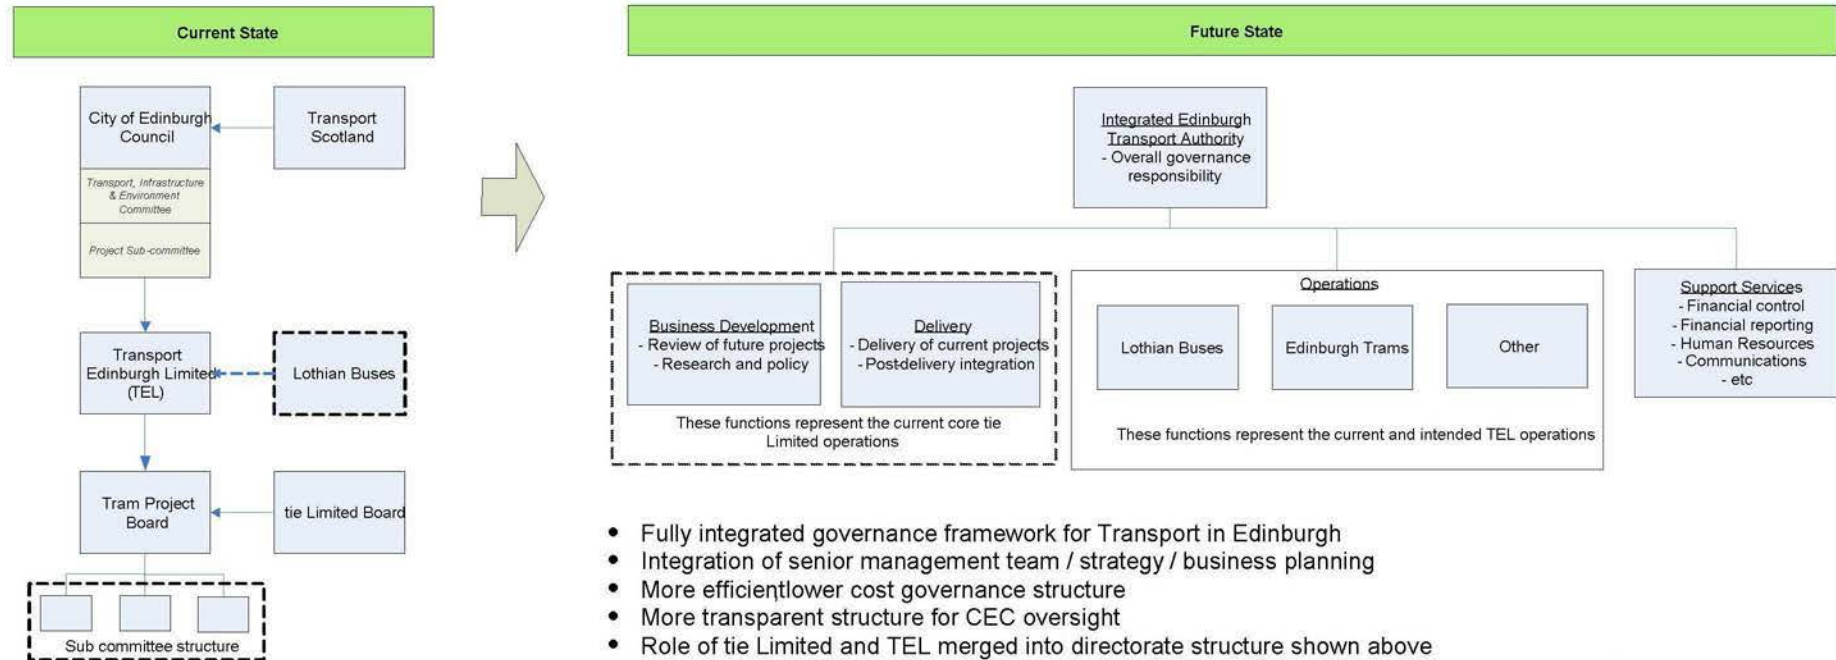 Current State
City of Edinburgh
Council
Transport
Scotland
Transport, Infrastructure
& Environment
Committee
Project Sub-committee
Transport
Edinburgh Limited
(TEL)
Lothian Buses
Tram Project
Board
tie Limited Board
Sub committee structure
Future State
Integrated Edinburgh
Transport Authority
- Overall governance
responsibility
Business Development
- Review of future projects
- Research and policy
Delivery
- Delivery of current projects
- Post-delivery integration
These functions represent the current core tie
Limited operations
Operations
Lothian Buses
Edinburgh Trams
Other
These functions represent the current and intended TEL operations
Support Services
- Financial control
- Financial reporting
- Human Resources
- Communications
- etc
• Fully integrated governance framework for Transport in Edinburgh
• Integration of senior management team / strategy / business planning
• More efficient, lower cost governance structure
• More transparent structure for CEC oversight
• Role of tie Limited and TEL merged into directorate structure shown above